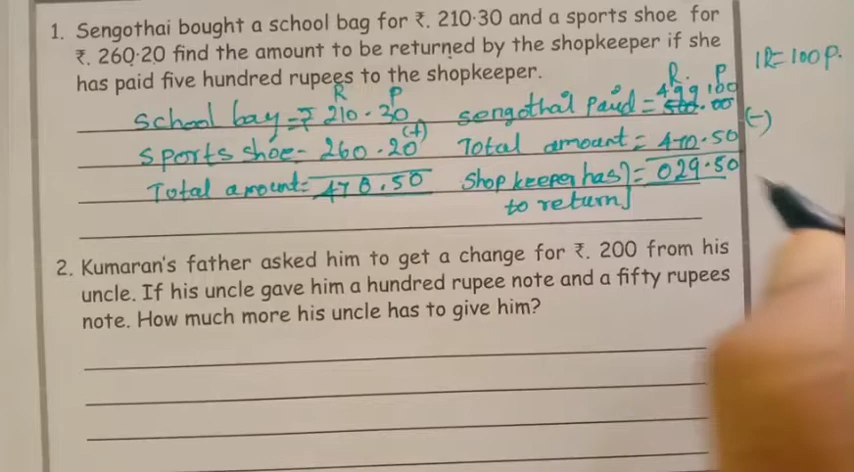 1. Sengothai bought a school bag for ₹. 210·30 and a sports shoe for
₹. 260·20 find the amount to be returned by the shopkeeper if she
has paid five hundred rupees to the shopkeeper.
1R=100P.
R P
School bag = ₹ 210.30
Sports shoe - 260.20 (+)
Total amount = 470.50
R. P
499 100
Sengothai Paid = 500.00
Total amount = 470.50 (-)
Shopkeeper has] = 029.50
to return]
2. Kumaran's father asked him to get a change for ₹. 200 from his
uncle. If his uncle gave him a hundred rupee note and a fifty rupees
note. How much more his uncle has to give him?